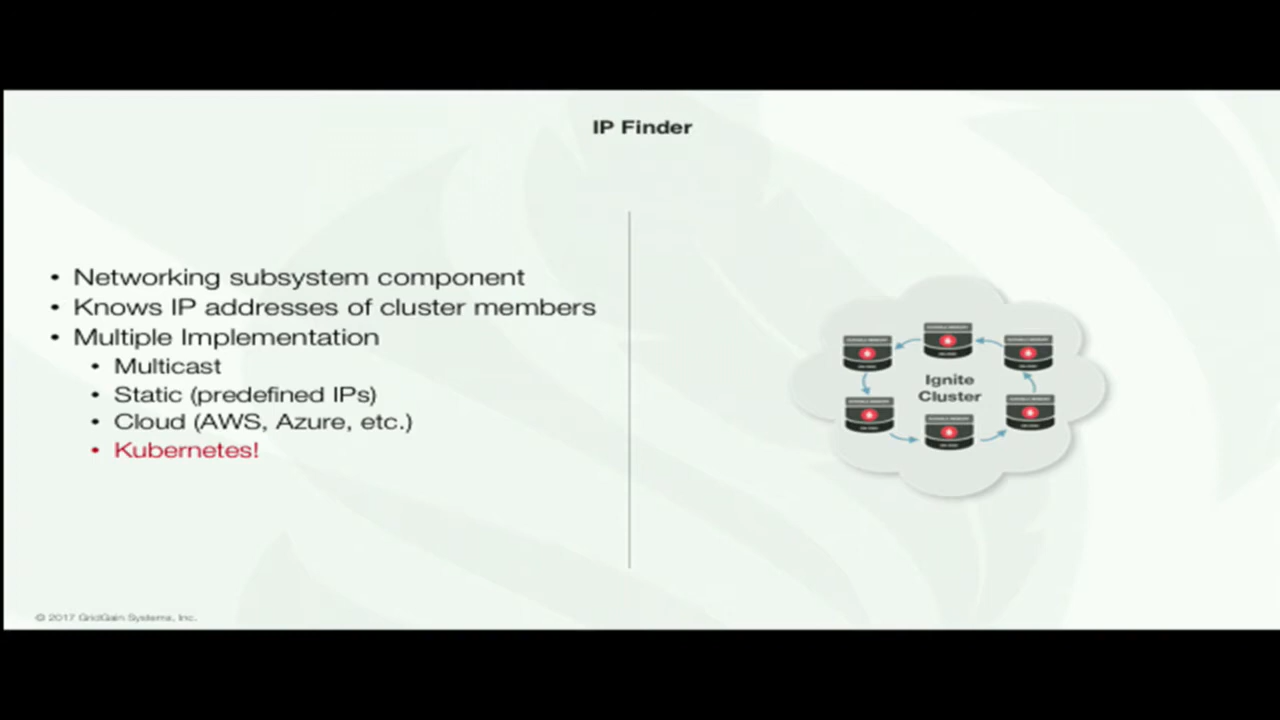 IP Finder
• Networking subsystem component
• Knows IP addresses of cluster members
• Multiple Implementation
• Multicast
• Static (predefined IPs)
• Cloud (AWS, Azure, etc.)
• Kubernetes!
Ignite
Cluster
© 2017 GridGain Systems, Inc.